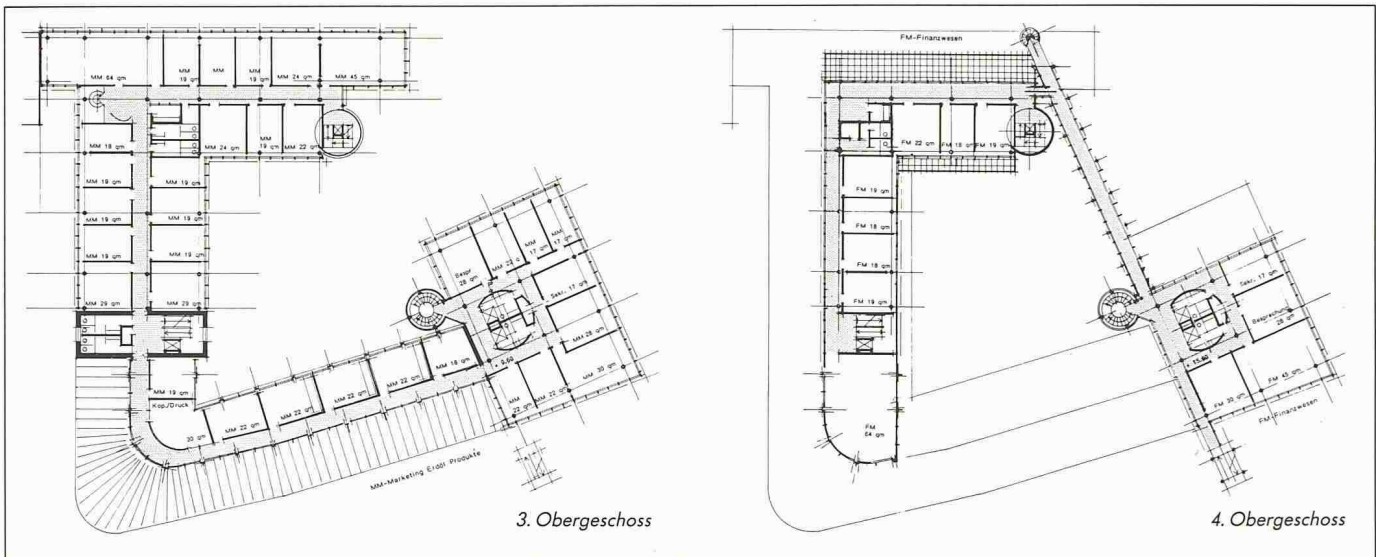 MM 64 qm
MM 19 qm
MM
MM 19 qm
MM 24 qm
MM 45 qm
MM 18 qm
MM 24 qm
MM 19 qm
MM 22 qm
MM 19 qm
MM 19 qm
MM 19 qm
MM 19 qm
MM 19 qm
MM 19 qm
MM 29 qm
MM 29 qm
MM 19 qm
Kop./Druck
30 qm
MM 22 qm
MM 22 qm
MM 22 qm
MM 22 qm
MM 18 qm
Bespr.
28 qm
MM 22 q
MM
17 qm
MM
17 qm
Sekr. 17 qm
MM 28 qm
MM 30 qm
MM 22 qm
MM
22 qm
+ 9,60
MM-Marketing Erdöl Produkte
3. Obergeschoss
FM-Finanzwesen
FM 22 qm
FM 18 qm
FM 19 qm
FM 19 qm
FM 18 qm
FM 18 qm
FM 19 qm
FM
64 qm
Sekr. 17 qm
Besprechung
28 qm
FM 45 qm
FM 30 qm
FM-Finanzwesen
4. Obergeschoss